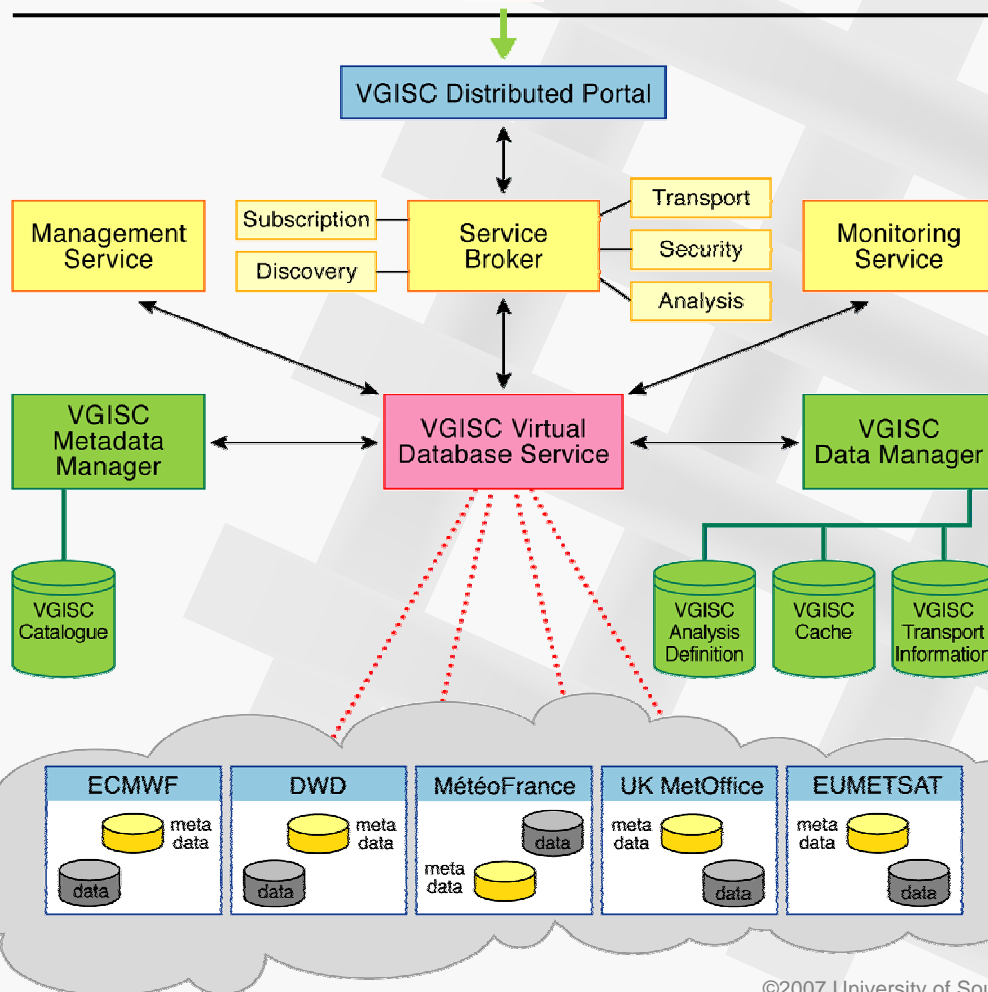 VGISC Distributed Portal
Management
Service
Subscription
Discovery
Service
Broker
Transport
Security
Analysis
Monitoring
Service
VGISC
Metadata
Manager
VGISC Virtual
Database Service
VGISC
Data Manager
VGISC
Catalogue
VGISC
Analysis
Definition
VGISC
Cache
VGISC
Transport
Information
ECMWF
meta
data
data
DWD
meta
data
data
MétéoFrance
data
meta
data
UK MetOffice
meta
data
data
EUMETSAT
meta
data
data
©2007 University of